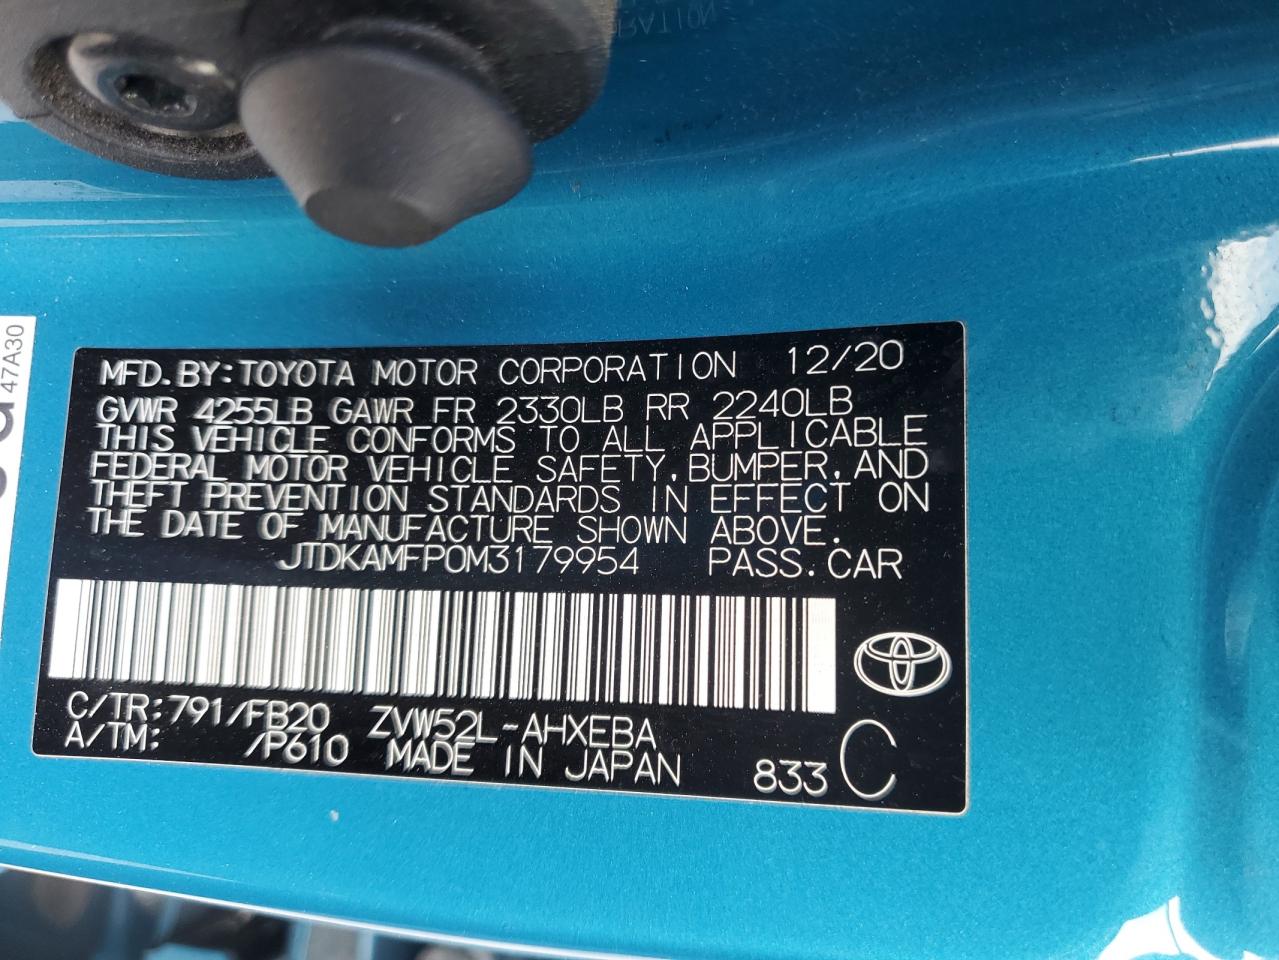 MFD.BY:TOYOTA MOTOR CORPORATION 12/20
GVWR 4255LB GAWR FR 2330LB RR 2240LB
THIS VEHICLE CONFORMS TO ALL APPLICABLE
FEDERAL MOTOR VEHICLE SAFETY,BUMPER,AND
THEFT PREVENTION STANDARDS IN EFFECT ON
THE DATE OF MANUFACTURE SHOWN ABOVE.
JTDKAMFP0M3179954 PASS.CAR
C/TR:791/FB20 ZVW52L-AHXEBA
A/TM: /P610 MADE IN JAPAN 833 C
47A30